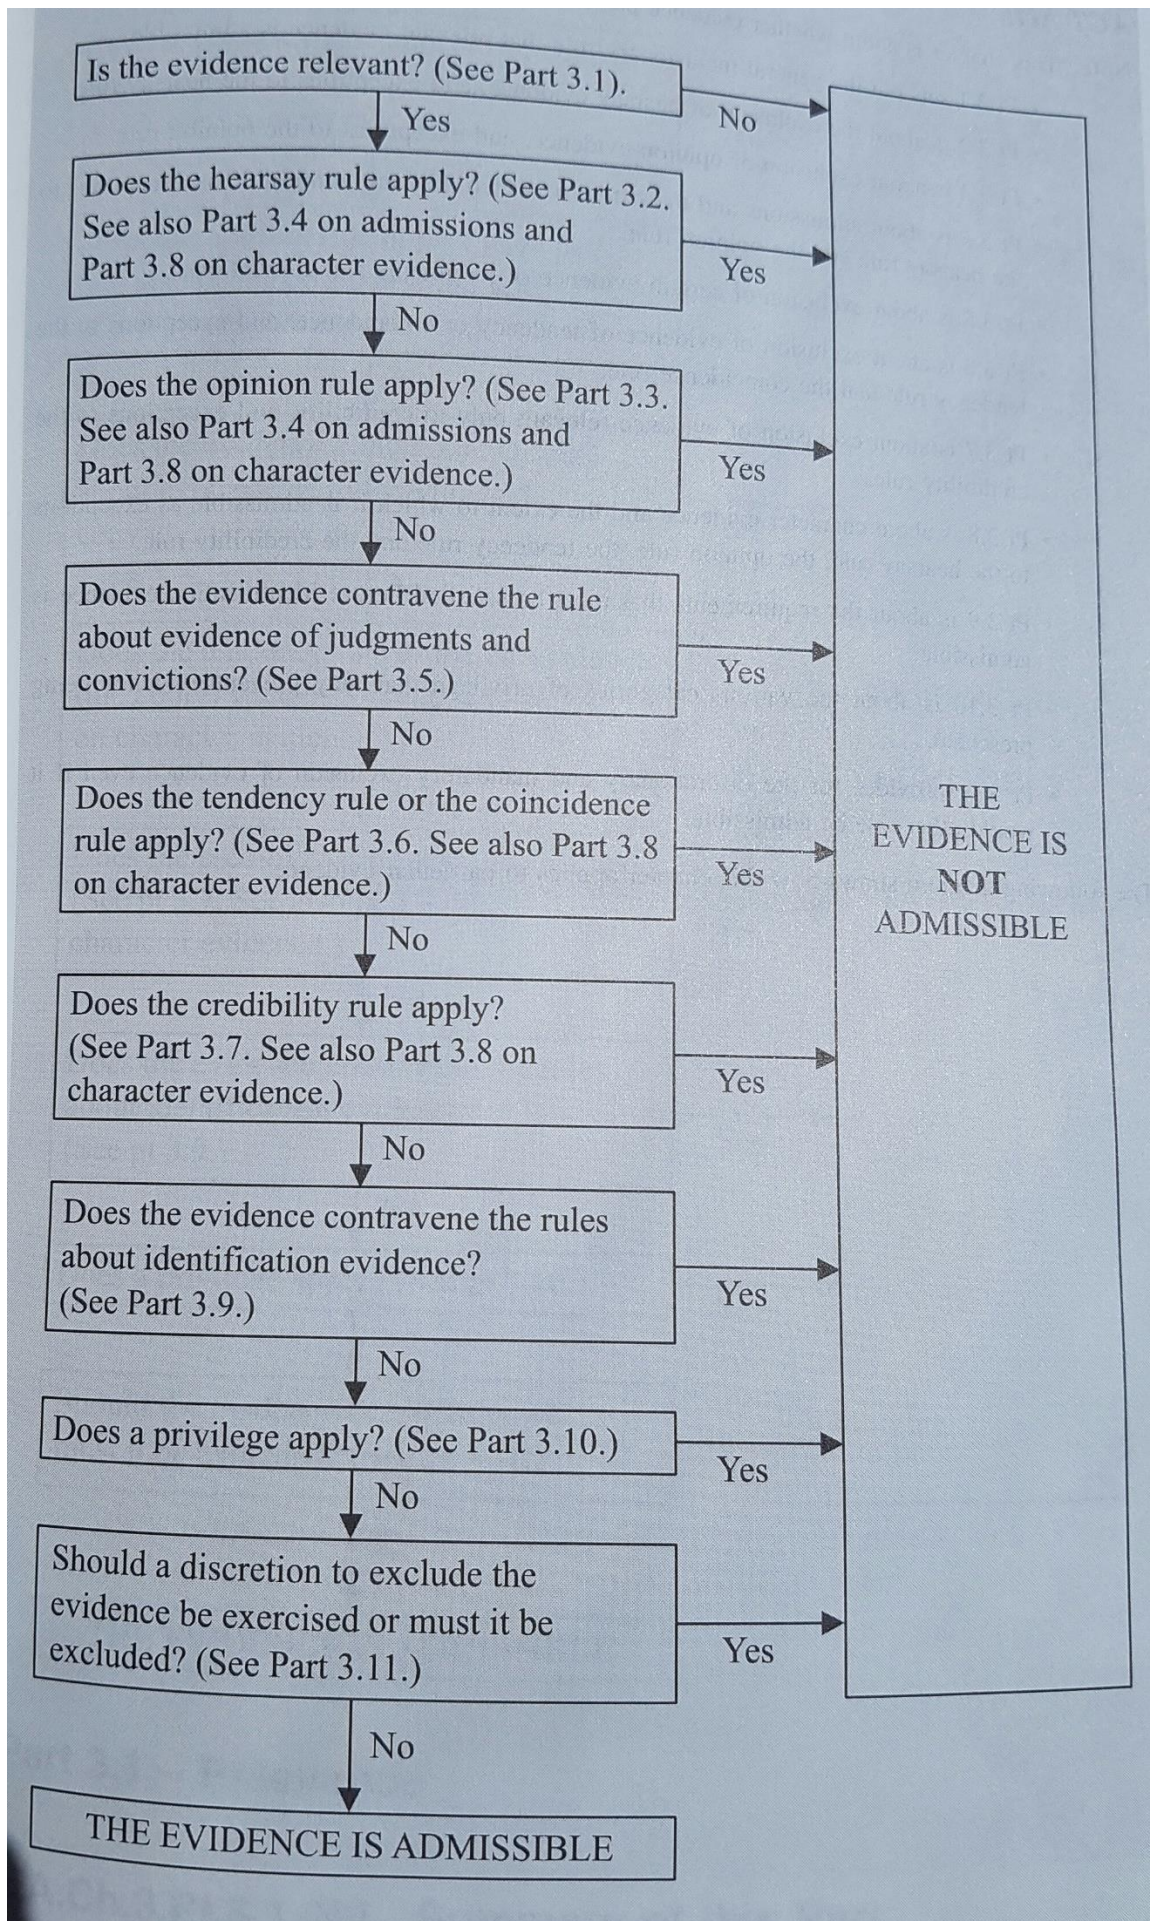 Is the evidence relevant? (See Part 3.1).
No
Yes
Does the hearsay rule apply? (See Part 3.2.
See also Part 3.4 on admissions and
Part 3.8 on character evidence.)
Yes
No
Does the opinion rule apply? (See Part 3.3.
See also Part 3.4 on admissions and
Part 3.8 on character evidence.)
Yes
No
Does the evidence contravene the rule
about evidence of judgments and
convictions? (See Part 3.5.)
Yes
No
Does the tendency rule or the coincidence
rule apply? (See Part 3.6. See also Part 3.8
on character evidence.)
Yes
No
THE
EVIDENCE IS
NOT
ADMISSIBLE
Does the credibility rule apply?
(See Part 3.7. See also Part 3.8 on
character evidence.)
Yes
No
Does the evidence contravene the rules
about identification evidence?
(See Part 3.9.)
Yes
No
Does a privilege apply? (See Part 3.10.)
Yes
No
Should a discretion to exclude the
evidence be exercised or must it be
excluded? (See Part 3.11.)
Yes
No
THE EVIDENCE IS ADMISSIBLE